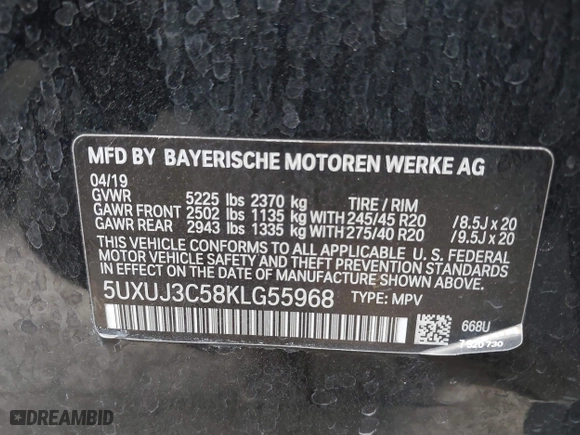 MFD BY BAYERISCHE MOTOREN WERKE AG
04/19
GVWR 5225 lbs 2370 kg TIRE / RIM
GAWR FRONT 2502 lbs 1135 kg WITH 245/45 R20 /8.5J x 20
GAWR REAR 2943 lbs 1335 kg WITH 275/40 R20 /9.5J x 20
THIS VEHICLE CONFORMS TO ALL APPLICABLE U. S. FEDERAL
MOTOR VEHICLE SAFETY AND THEFT PREVENTION STANDARDS
IN EFFECT ON THE DATE OF MANUFACTURE SHOWN ABOVE.
5UXUJ3C58KLG55968 TYPE: MPV
668U
7 520 730
DREAMBID